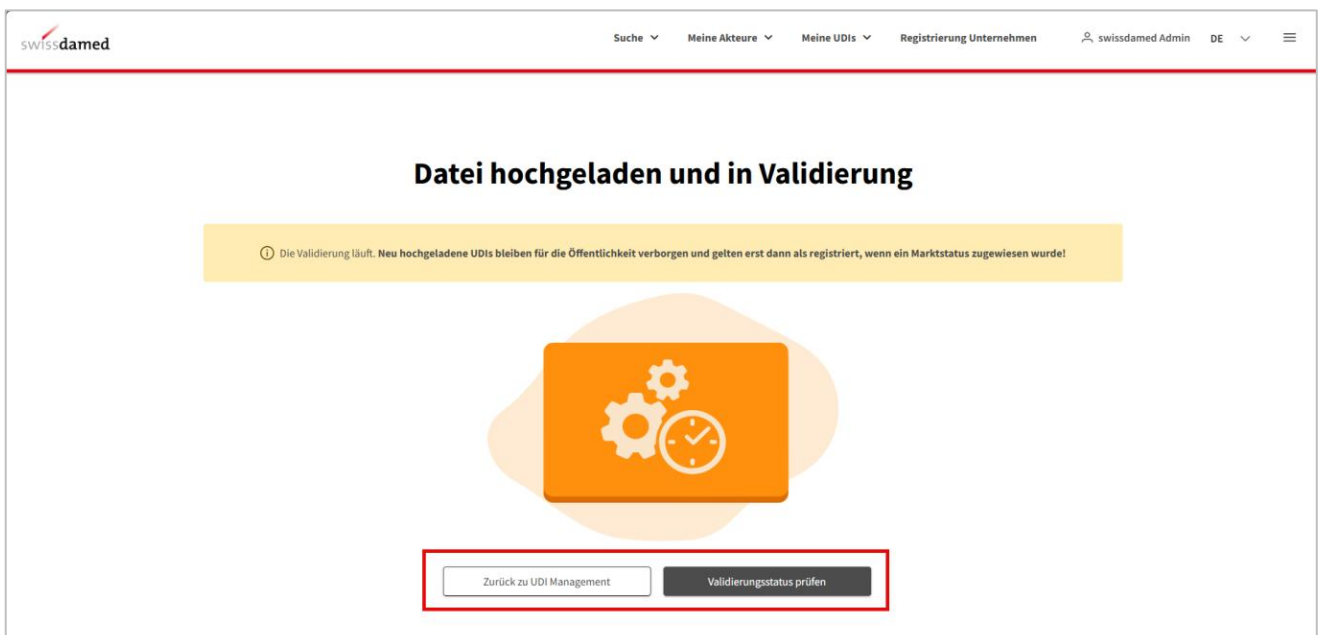 swissdamed
Suche Meine Akteure Meine UDIs Registrierung Unternehmen swissdamed Admin DE
Datei hochgeladen und in Validierung
Die Validierung läuft. Neu hochgeladene UDIs bleiben für die Öffentlichkeit verborgen und gelten erst dann als registriert, wenn ein Marktstatus zugewiesen wurde!
Zurück zu UDI Management Validierungsstatus prüfen